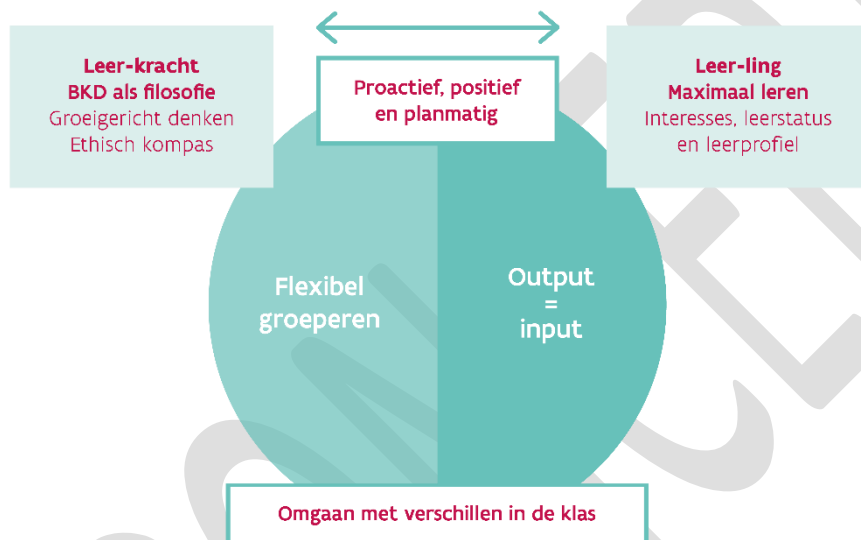 Leer-kracht
BKD als filosofie
Groeigericht denken
Ethisch kompas
Proactief, positief
en planmatig
Leer-ling
Maximaal leren
Interesses, leerstatus
en leerprofiel
Flexibel
groeperen
Output
=
input
Omgaan met verschillen in de klas